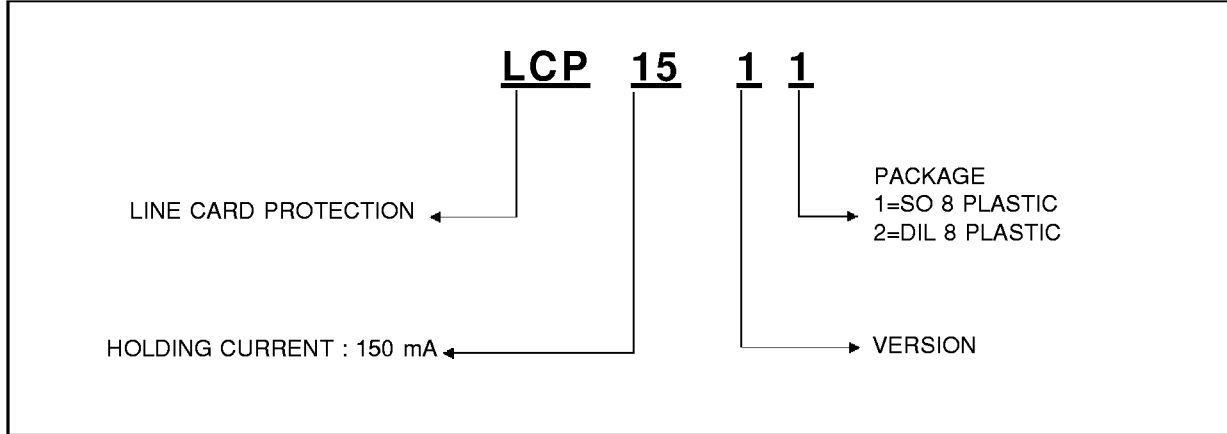 LCP 15 1 1
PACKAGE
1=SO 8 PLASTIC
2=DIL 8 PLASTIC
LINE CARD PROTECTION
HOLDING CURRENT : 150 mA
VERSION